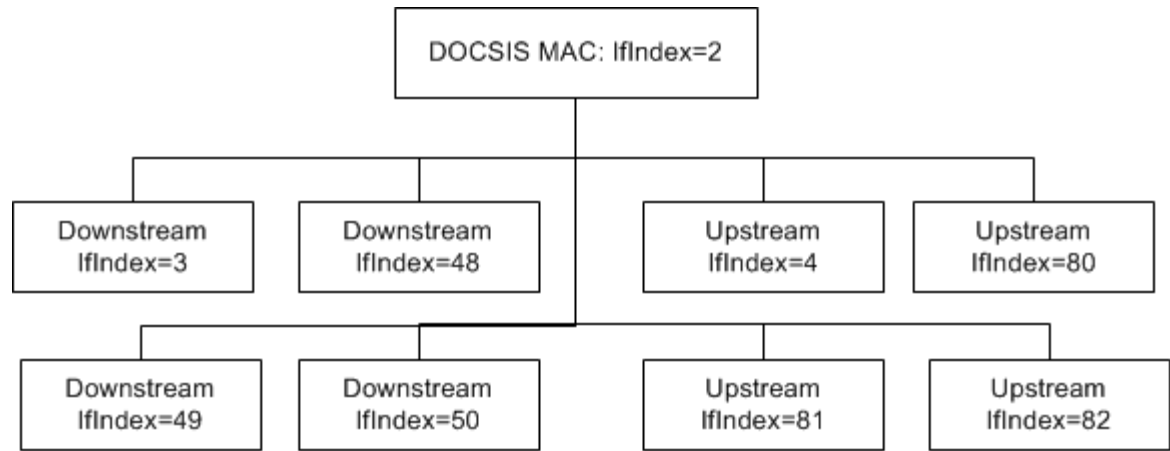 DOCSIS MAC: IfIndex=2
Downstream
IfIndex=3
Downstream
IfIndex=48
Upstream
IfIndex=4
Upstream
IfIndex=80
Downstream
IfIndex=49
Downstream
IfIndex=50
Upstream
IfIndex=81
Upstream
IfIndex=82